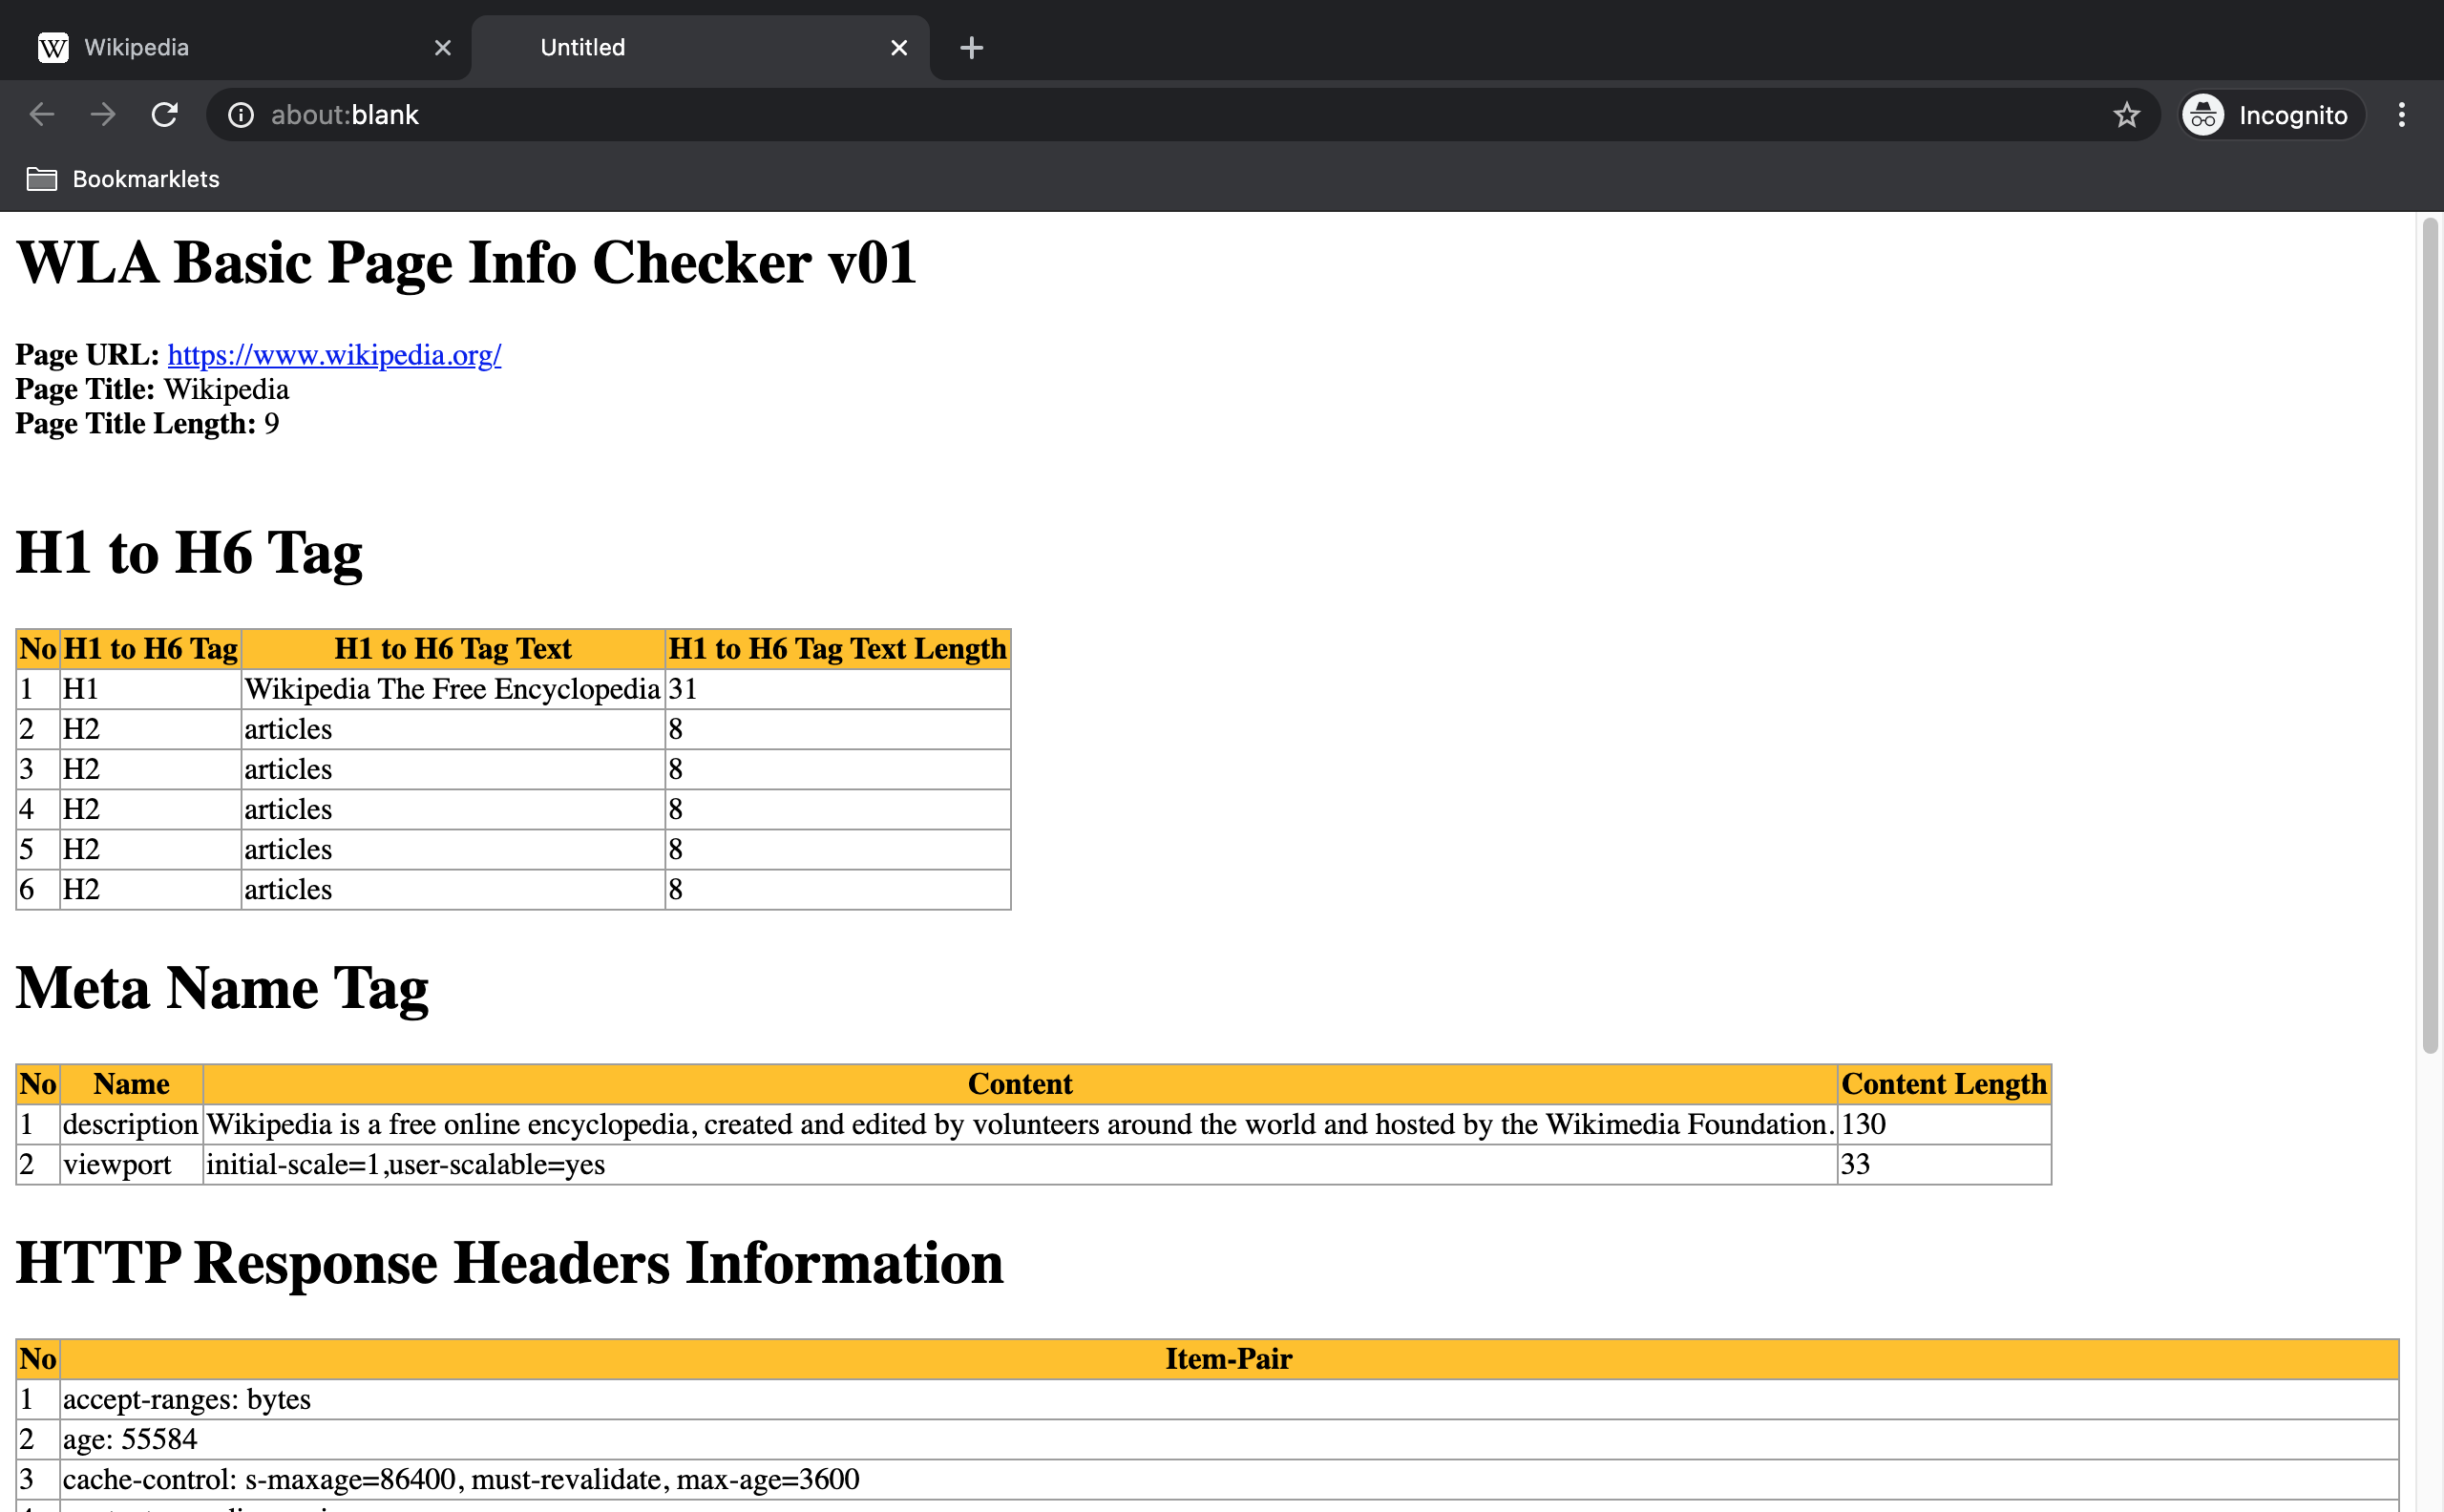 W Wikipedia
Untitled
about:blank
Incognito
Bookmarklets
WLA Basic Page Info Checker v01
Page URL: https://www.wikipedia.org/
Page Title: Wikipedia
Page Title Length: 9
H1 to H6 Tag
No H1 to H6 Tag H1 to H6 Tag Text H1 to H6 Tag Text Length
1 H1 Wikipedia The Free Encyclopedia 31
2 H2 articles 8
3 H2 articles 8
4 H2 articles 8
5 H2 articles 8
6 H2 articles 8
Meta Name Tag
No Name Content Content Length
1 description Wikipedia is a free online encyclopedia, created and edited by volunteers around the world and hosted by the Wikimedia Foundation. 130
2 viewport initial-scale=1,user-scalable=yes 33
HTTP Response Headers Information
No Item-Pair
1 accept-ranges: bytes
2 age: 55584
3 cache-control: s-maxage=86400, must-revalidate, max-age=3600